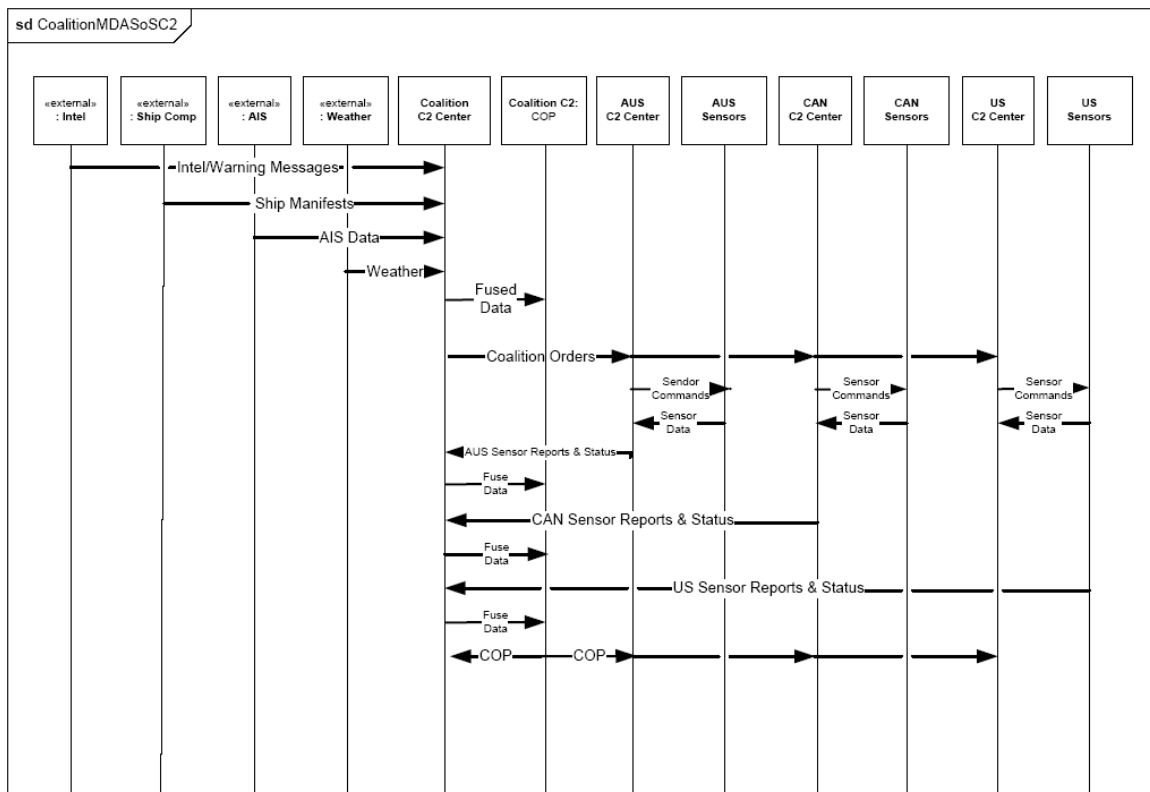 sd CoalitionMDASoSC2
«external»
: Intel
«external»
: Ship Comp
«external»
: AIS
«external»
: Weather
Coalition
C2 Center
Coalition C2:
COP
AUS
C2 Center
AUS
Sensors
CAN
C2 Center
CAN
Sensors
US
C2 Center
US
Sensors
Intel/Warning Messages
Ship Manifests
AIS Data
Weather
Fused
Data
Coalition Orders
Sendor
Commands
Sensor
Commands
Sensor
Commands
Sensor
Data
Sensor
Data
Sensor
Data
AUS Sensor Reports & Status
Fuse
Data
CAN Sensor Reports & Status
Fuse
Data
US Sensor Reports & Status
Fuse
Data
COP
COP